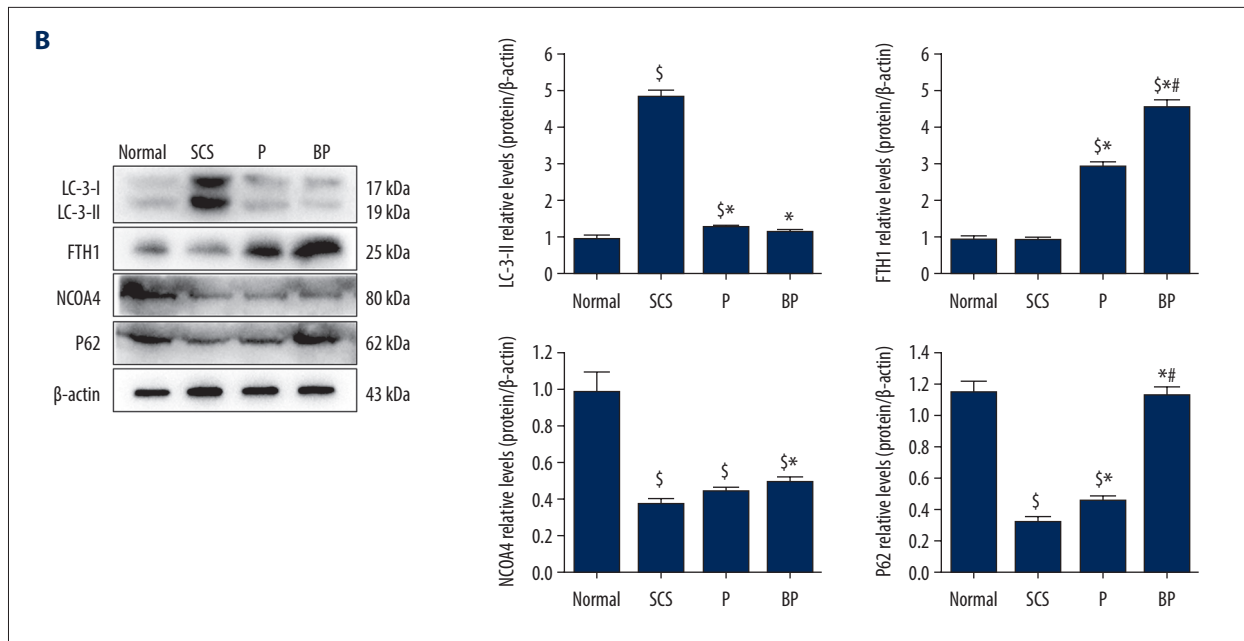 B
Normal SCS P BP
LC-3-I 17 kDa
LC-3-II 19 kDa
FTH1 25 kDa
NCOA4 80 kDa
P62 62 kDa
β-actin 43 kDa
LC-3-II relative levels (protein/β-actin)
6
5
4
3
2
1
0
$
$*
*
Normal SCS P BP
FTH1 relative levels (protein/β-actin)
6
5
4
3
2
1
0
$*
$*#
Normal SCS P BP
NCOA4 relative levels (protein/β-actin)
1.2
1.0
0.8
0.6
0.4
0.2
0.0
$
$
$*
Normal SCS P BP
P62 relative levels (protein/β-actin)
1.4
1.2
1.0
0.8
0.6
0.4
0.2
0.0
$
$*
*#
Normal SCS P BP